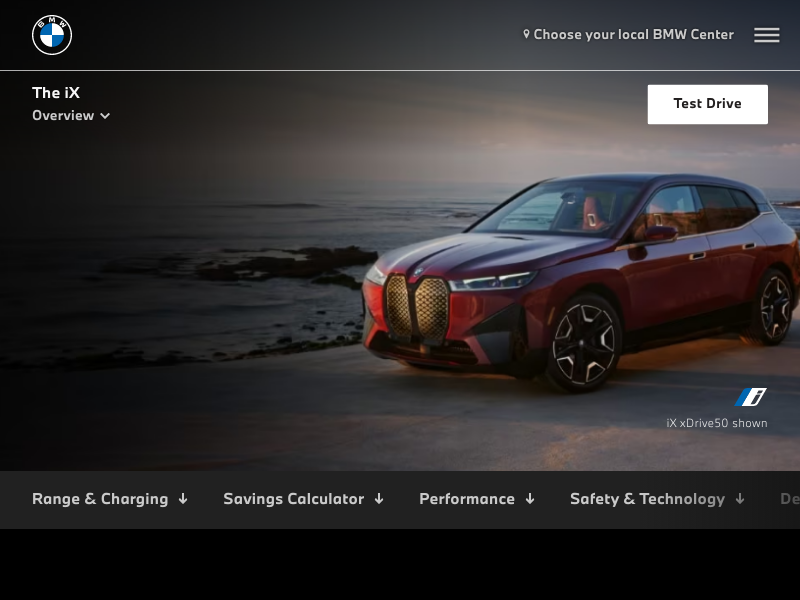 BMW
Choose your local BMW Center
The iX
Overview
Test Drive
i
iX xDrive50 shown
Range & Charging
Savings Calculator
Performance
Safety & Technology
De